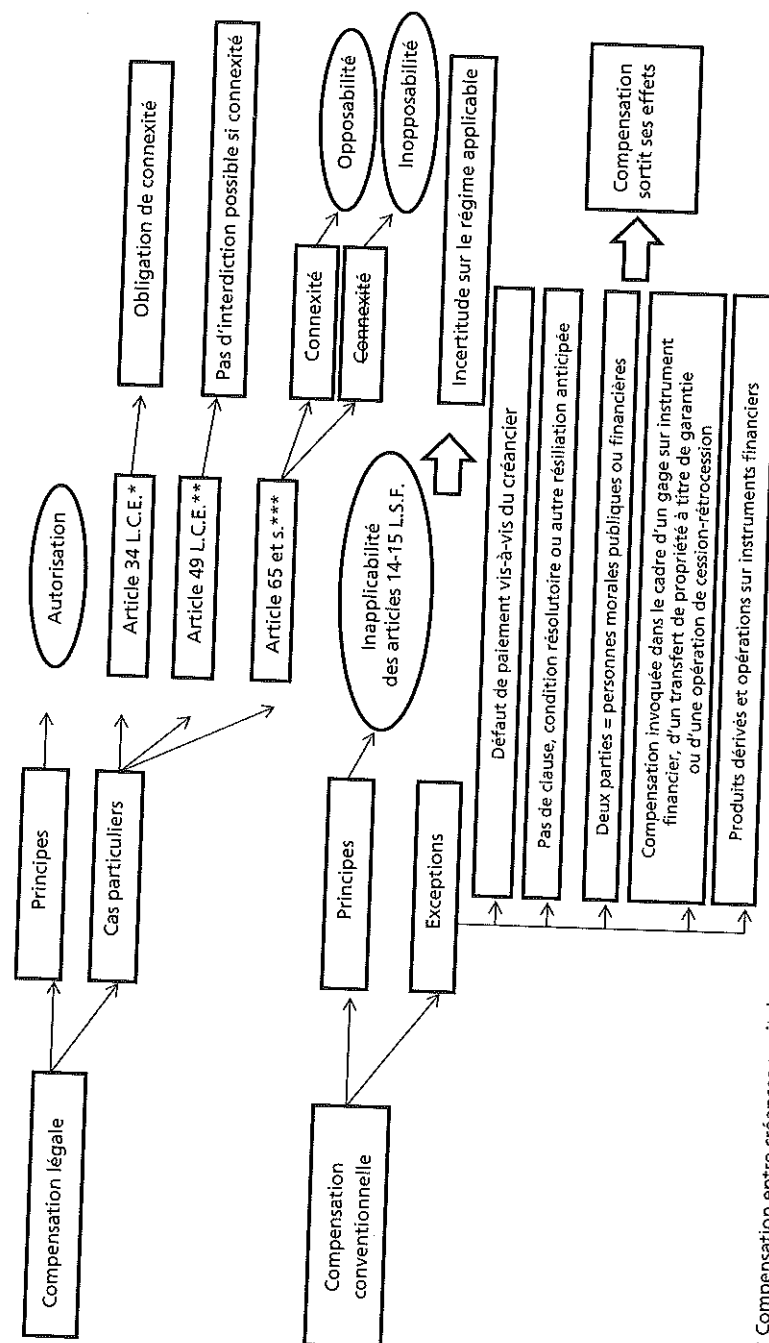 Compensation légale
Principes
Autorisation
Cas particuliers
Article 34 L.C.E.*
Obligation de connexité
Article 49 L.C.E.**
Pas d'interdiction possible si connexité
Article 65 et s.***
Connexité
Opposabilité
Connexité
Inopposabilité
Compensation
conventionnelle
Principes
Inapplicabilité
des articles 14-15 L.S.F.
Incertitude sur le régime applicable
Exceptions
Défaut de paiement vis-à-vis du créancier
Pas de clause, condition résolutoire ou autre résiliation anticipée
Deux parties = personnes morales publiques ou financières
Compensation invoquée dans le cadre d'un gage sur instrument
financier, d'un transfert de propriété à titre de garantie
ou d'une opération de cession-rétrocession
Produits dérivés et opérations sur instruments financiers
Compensation
sortit ses effets
Compensation entre créances